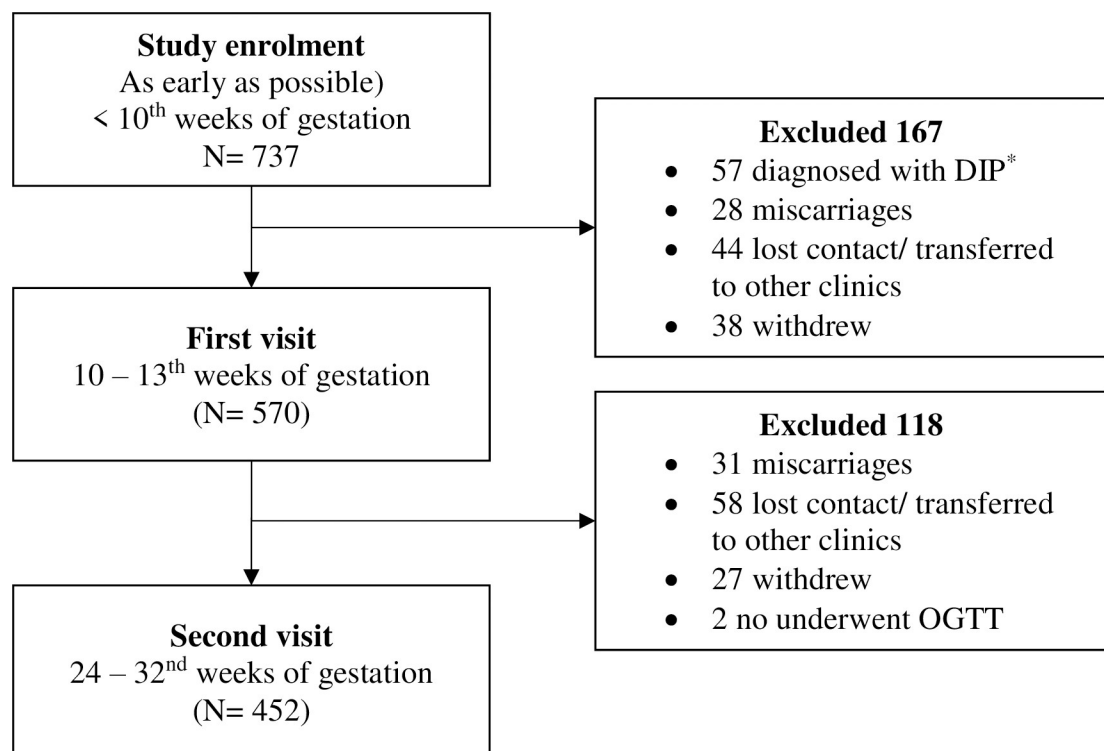 Study enrolment
As early as possible)
< 10th weeks of gestation
N= 737
Excluded 167
• 57 diagnosed with DIP*
• 28 miscarriages
• 44 lost contact/ transferred
to other clinics
• 38 withdrew
First visit
10 – 13th weeks of gestation
(N= 570)
Excluded 118
• 31 miscarriages
• 58 lost contact/ transferred
to other clinics
• 27 withdrew
• 2 no underwent OGTT
Second visit
24 – 32nd weeks of gestation
(N= 452)